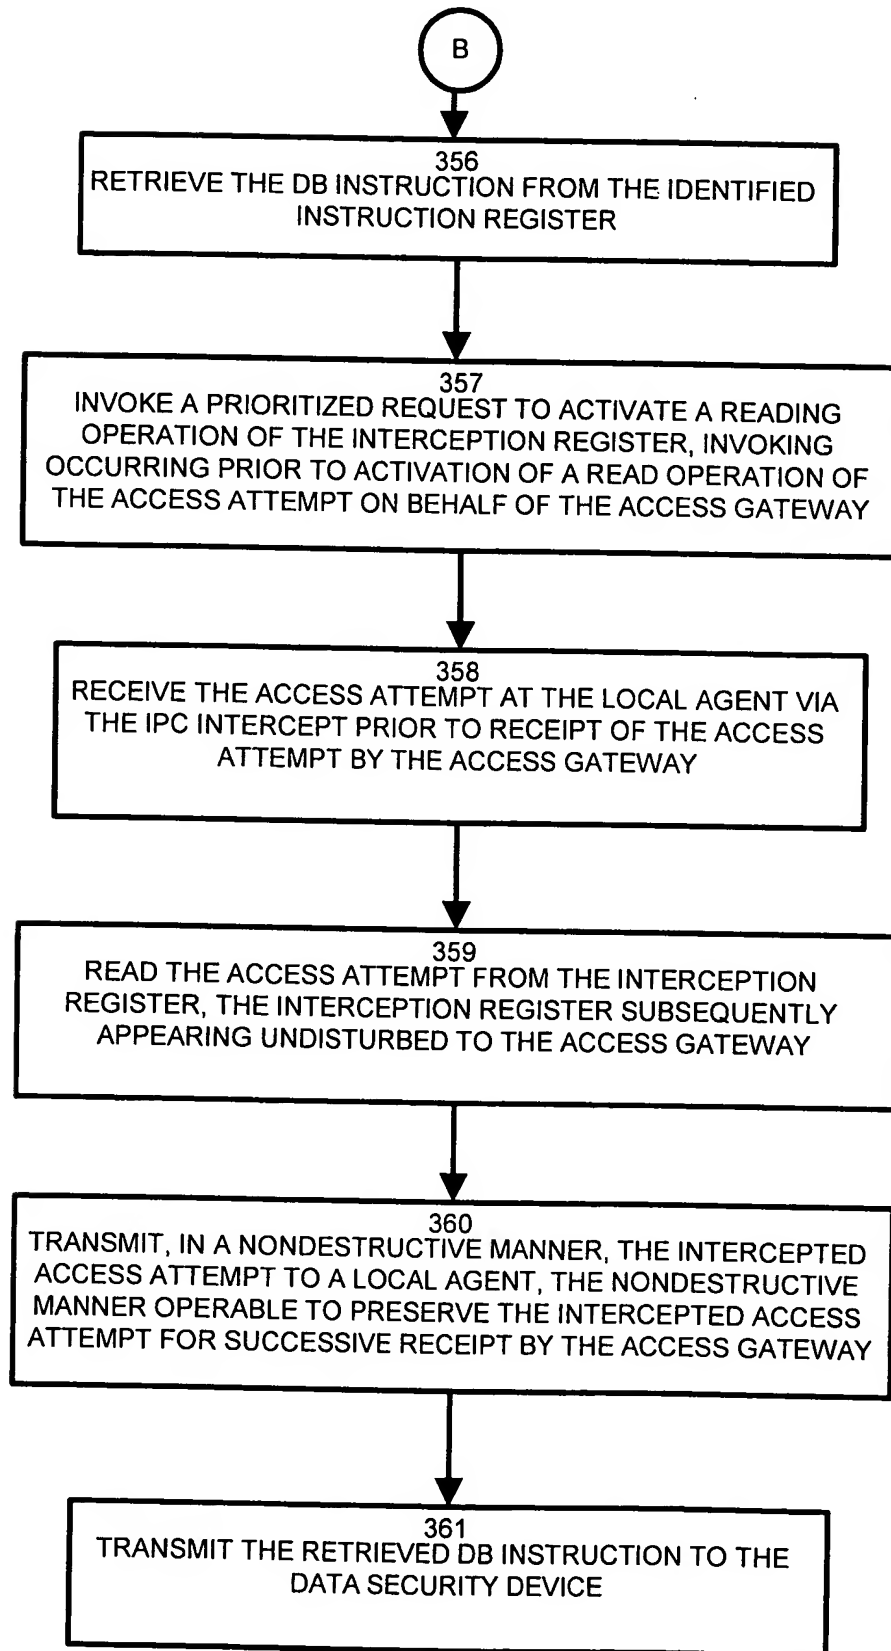 B
356
RETRIEVE THE DB INSTRUCTION FROM THE IDENTIFIED
INSTRUCTION REGISTER
357
INVOKE A PRIORITIZED REQUEST TO ACTIVATE A READING
OPERATION OF THE INTERCEPTION REGISTER, INVOKING
OCCURRING PRIOR TO ACTIVATION OF A READ OPERATION OF
THE ACCESS ATTEMPT ON BEHALF OF THE ACCESS GATEWAY
358
RECEIVE THE ACCESS ATTEMPT AT THE LOCAL AGENT VIA
THE IPC INTERCEPT PRIOR TO RECEIPT OF THE ACCESS
ATTEMPT BY THE ACCESS GATEWAY
359
READ THE ACCESS ATTEMPT FROM THE INTERCEPTION
REGISTER, THE INTERCEPTION REGISTER SUBSEQUENTLY
APPEARING UNDISTURBED TO THE ACCESS GATEWAY
360
TRANSMIT, IN A NONDESTRUCTIVE MANNER, THE INTERCEPTED
ACCESS ATTEMPT TO A LOCAL AGENT, THE NONDESTRUCTIVE
MANNER OPERABLE TO PRESERVE THE INTERCEPTED ACCESS
ATTEMPT FOR SUCCESSIVE RECEIPT BY THE ACCESS GATEWAY
361
TRANSMIT THE RETRIEVED DB INSTRUCTION TO THE
DATA SECURITY DEVICE